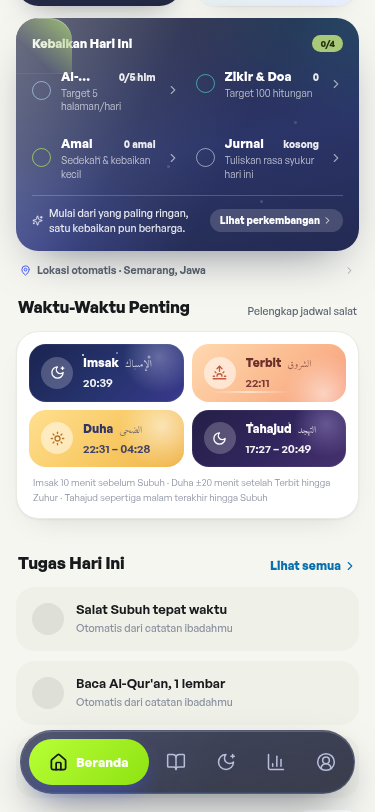 Kebaikan Hari Ini
0/4
Al-... 0/5 hlm
Target 5
halaman/hari
Zikir & Doa 0
Target 100 hitungan
Amal 0 amal
Sedekah & kebaikan
kecil
Jurnal kosong
Tuliskan rasa syukur
hari ini
Mulai dari yang paling ringan,
satu kebaikan pun berharga.
Lihat perkembangan
Lokasi otomatis · Semarang, Jawa
Waktu-Waktu Penting
Pelengkap jadwal salat
Imsak الإمساك
20:39
Terbit الشروق
22:11
Duha الضحى
22:31 – 04:28
Tahajud التهجد
17:27 – 20:49
Imsak 10 menit sebelum Subuh · Duha ±20 menit setelah Terbit hingga
Zuhur · Tahajud sepertiga malam terakhir hingga Subuh
Tugas Hari Ini
Lihat semua
Salat Subuh tepat waktu
Otomatis dari catatan ibadahmu
Baca Al-Qur'an, 1 lembar
Otomatis dari catatan ibadahmu
Beranda